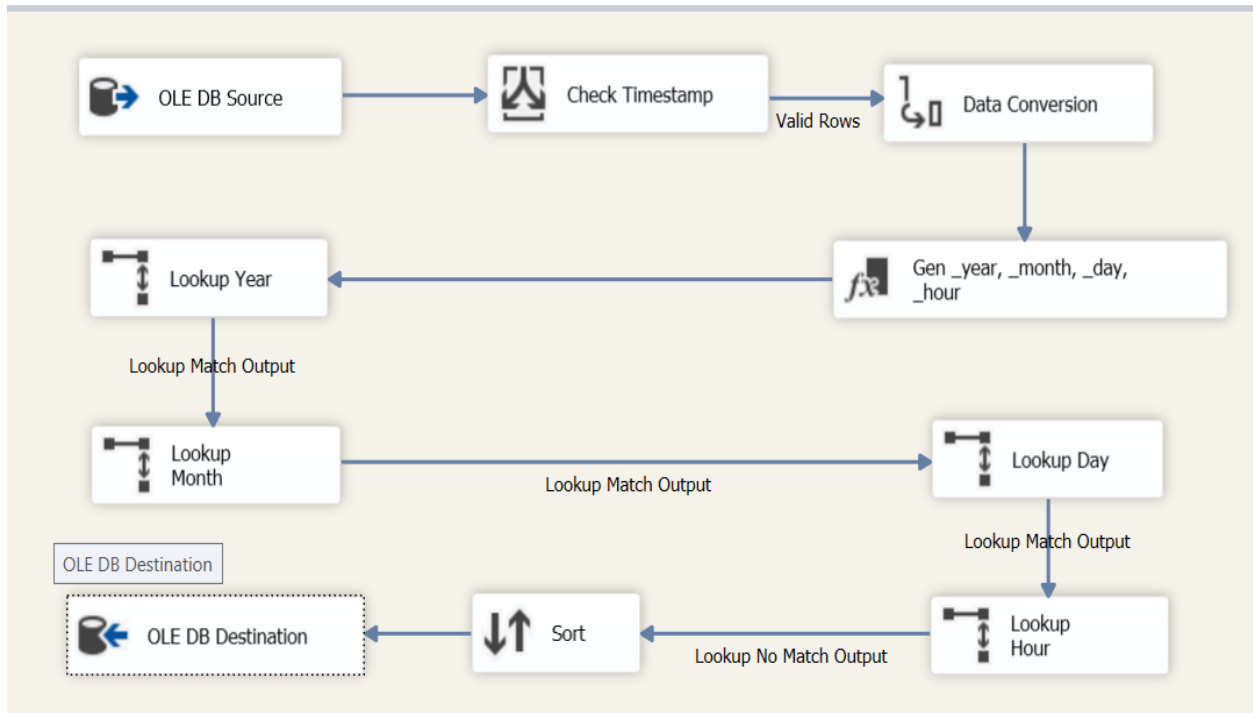 OLE DB Source
Check Timestamp
Valid Rows
Data Conversion
Gen _year, _month, _day,
_hour
Lookup Year
Lookup Match Output
Lookup
Month
Lookup Match Output
Lookup Day
Lookup Match Output
Lookup
Hour
Lookup No Match Output
Sort
OLE DB Destination
OLE DB Destination